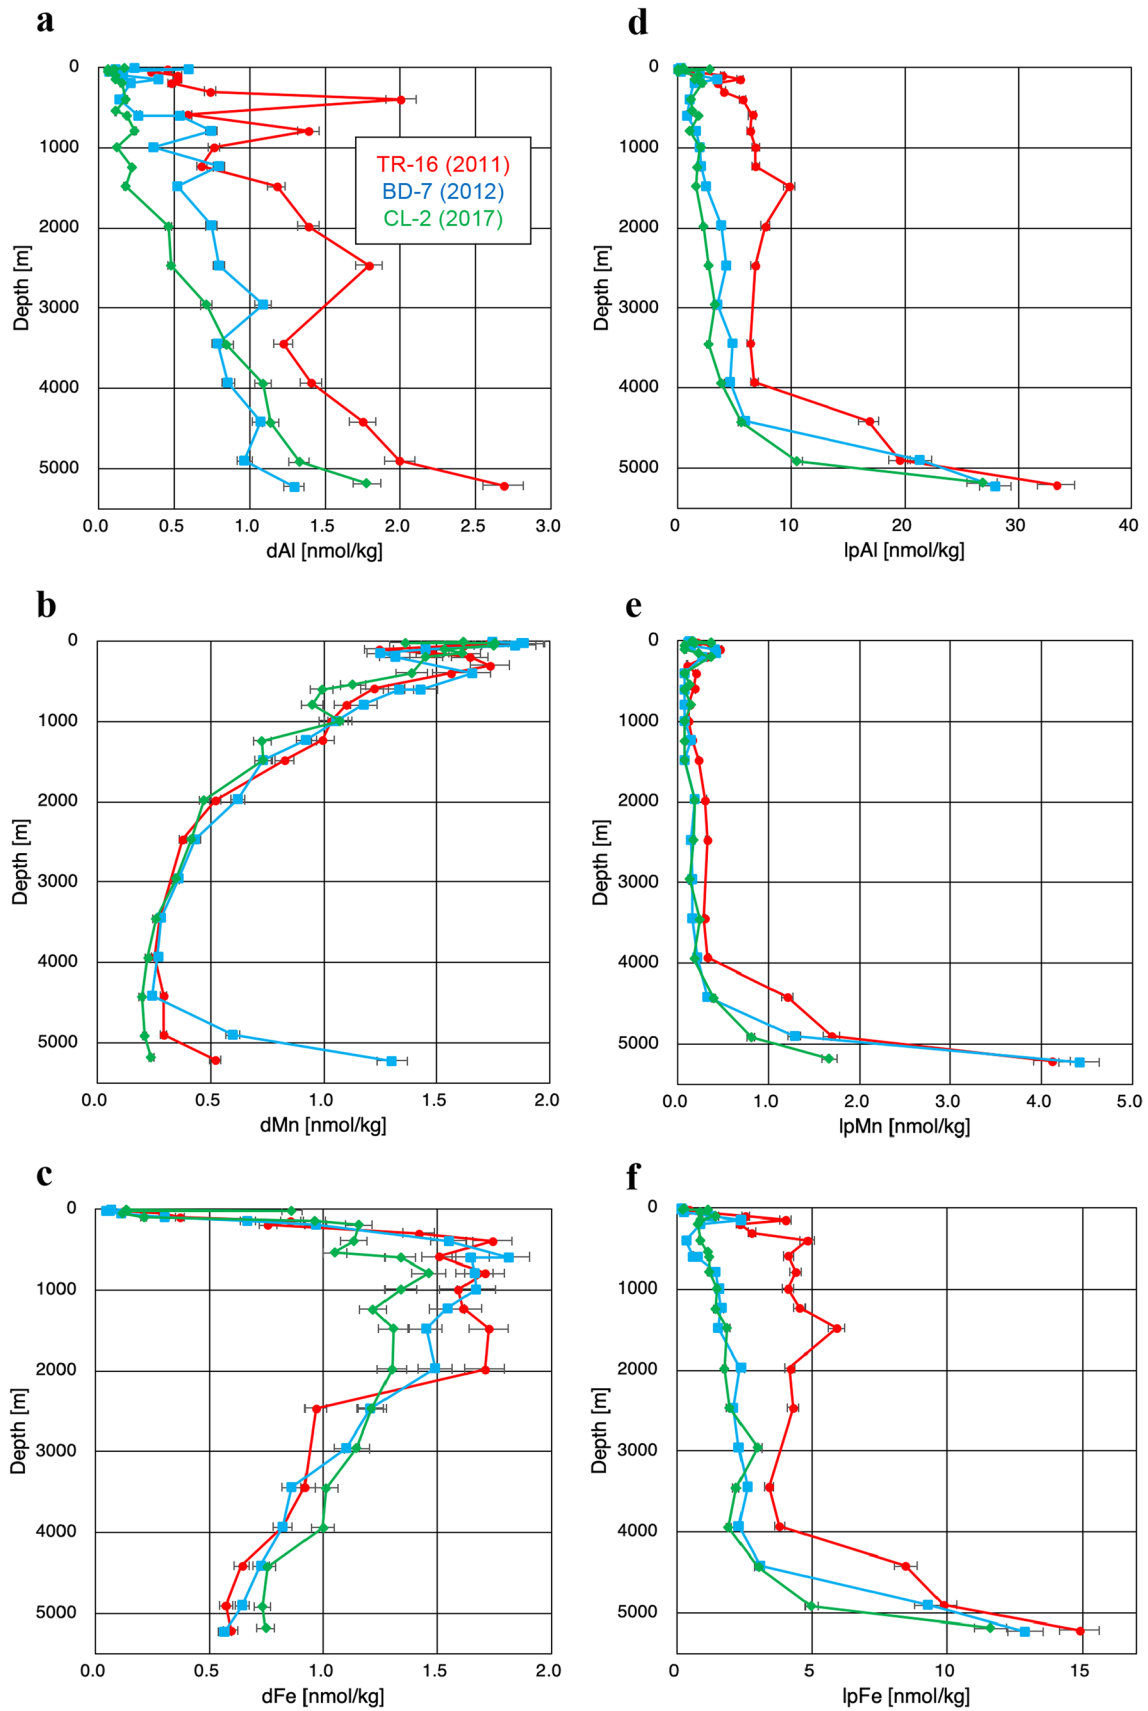 a
0
1000
2000
3000
4000
5000
Depth [m]
TR-16 (2011)
BD-7 (2012)
CL-2 (2017)
0.0 0.5 1.0 1.5 2.0 2.5 3.0
dAl [nmol/kg]
d
0
1000
2000
3000
4000
5000
Depth [m]
0 10 20 30 40
lpAl [nmol/kg]
b
0
1000
2000
3000
4000
5000
Depth [m]
0.0 0.5 1.0 1.5 2.0
dMn [nmol/kg]
e
0
1000
2000
3000
4000
5000
Depth [m]
0.0 1.0 2.0 3.0 4.0 5.0
lpMn [nmol/kg]
c
0
1000
2000
3000
4000
5000
Depth [m]
0.0 0.5 1.0 1.5 2.0
dFe [nmol/kg]
f
0
1000
2000
3000
4000
5000
Depth [m]
0 5 10 15
lpFe [nmol/kg]